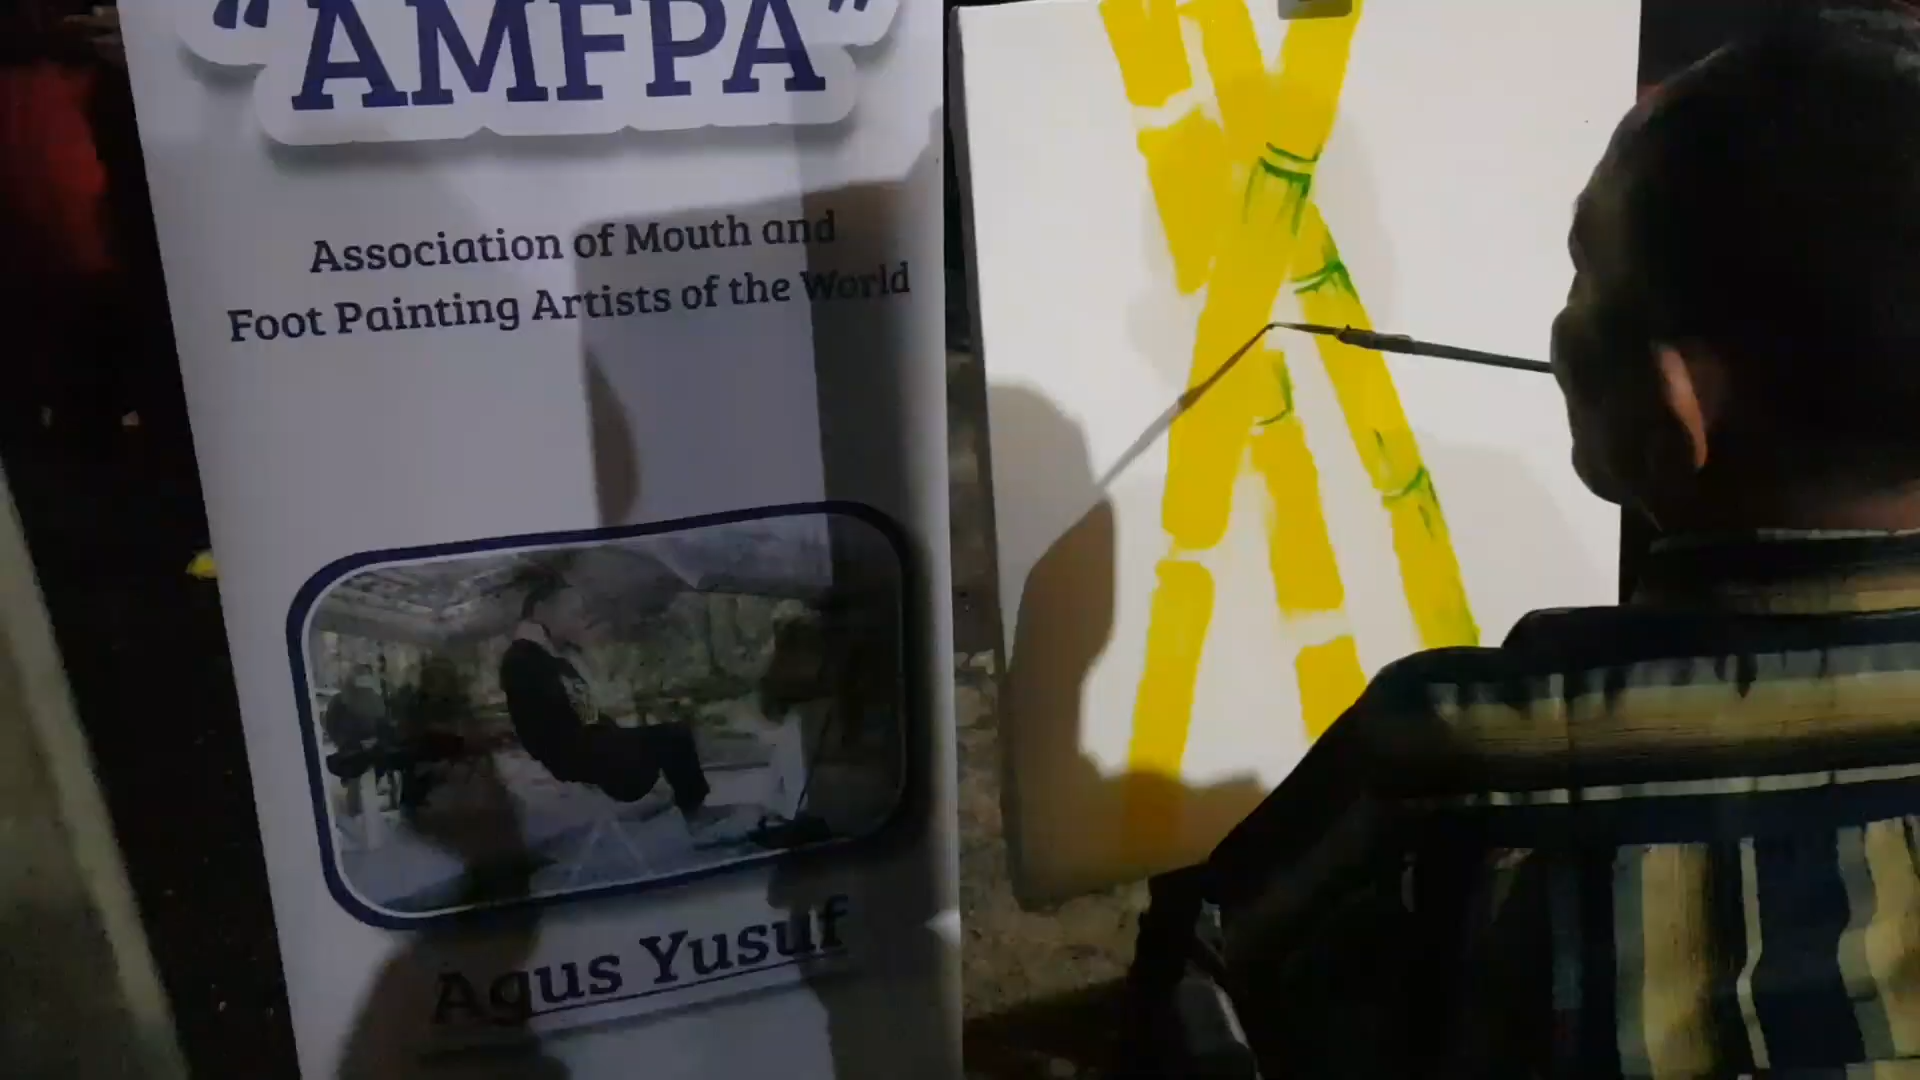 "AMFPA"
Association of Mouth and
Foot Painting Artists of the World
Agus Yusuf